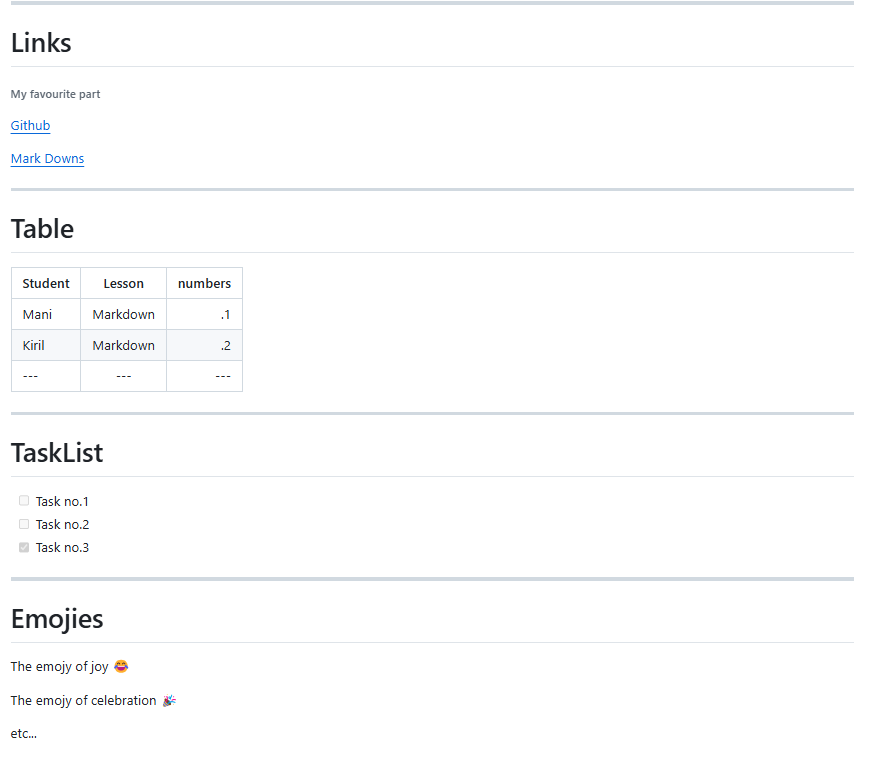 Links
My favourite part
Github
Mark Downs
Table
Student Lesson numbers
Mani Markdown .1
Kiril Markdown .2
--- --- ---
TaskList
Task no.1
Task no.2
Task no.3
Emojies
The emojy of joy 😂
The emojy of celebration 🎉
etc...